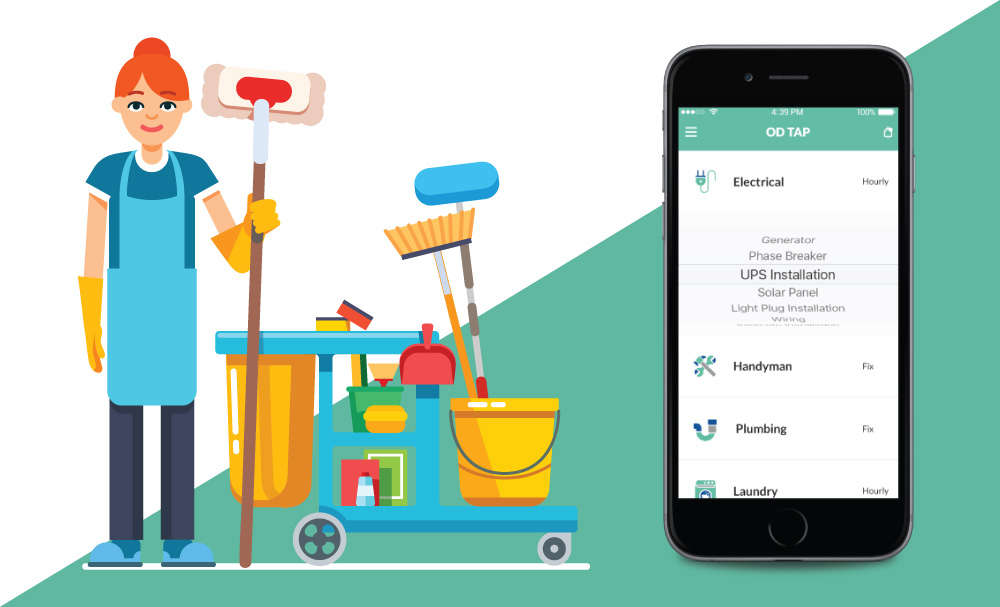 4:39 PM
100%
OD TAP
Electrical
Hourly
Generator
Phase Breaker
UPS Installation
Solar Panel
Light Plug Installation
Wiring
Handyman
Fix
Plumbing
Fix
Laundry
Hourly